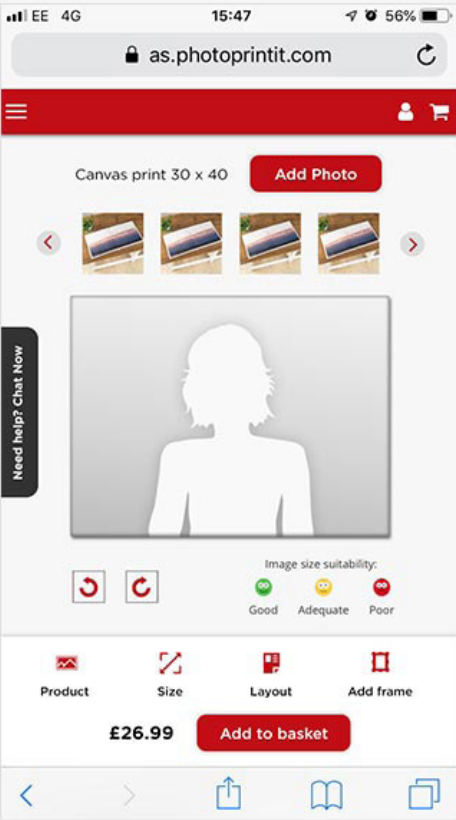 EE 4G 15:47 56%
as.photoprintit.com
Canvas print 30 x 40 Add Photo
Need help? Chat Now
Image size suitability:
Good Adequate Poor
Product Size Layout Add frame
£26.99 Add to basket